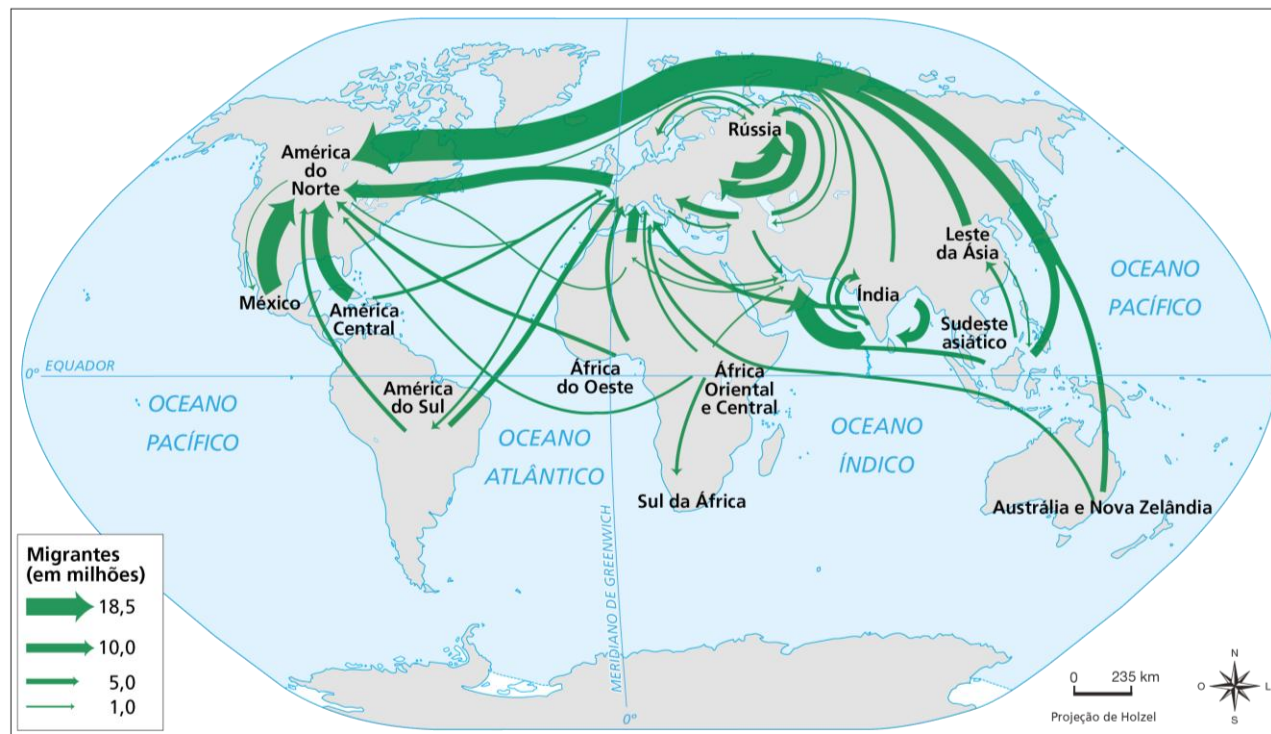 América
do
Norte
México
América
Central
América
do Sul
África
do Oeste
África
Oriental
e Central
Sul da África
Rússia
Leste
da Ásia
Índia
Sudeste
asiático
Austrália e Nova Zelândia
OCEANO
PACÍFICO
0°
EQUADOR
OCEANO
PACÍFICO
OCEANO
ATLÂNTICO
OCEANO
ÍNDICO
MERIDIANO DE GREENWICH
0°
Migrantes
(em milhões)
18,5
10,0
5,0
1,0
0 235 km
Projeção de Holzel
N
O
L
S